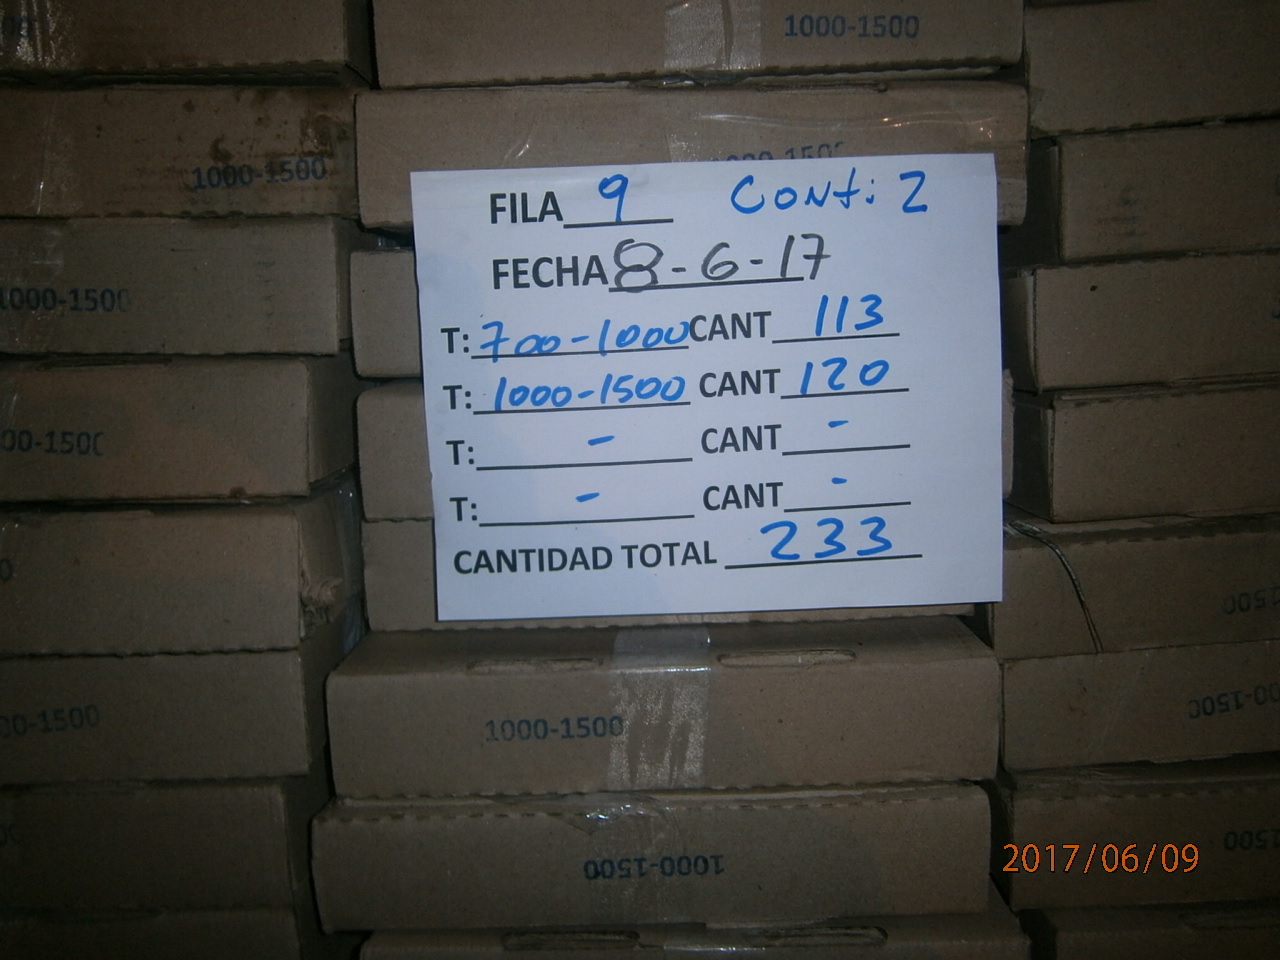 1000-1500
1000-1500
1000-1500
FILA 9 Cont: 2
FECHA 8-6-17
T: 700-1000 CANT 113
T: 1000-1500 CANT 120
T: - CANT -
T: - CANT -
CANTIDAD TOTAL 233
1000-1500
1000-1500
2017/06/09